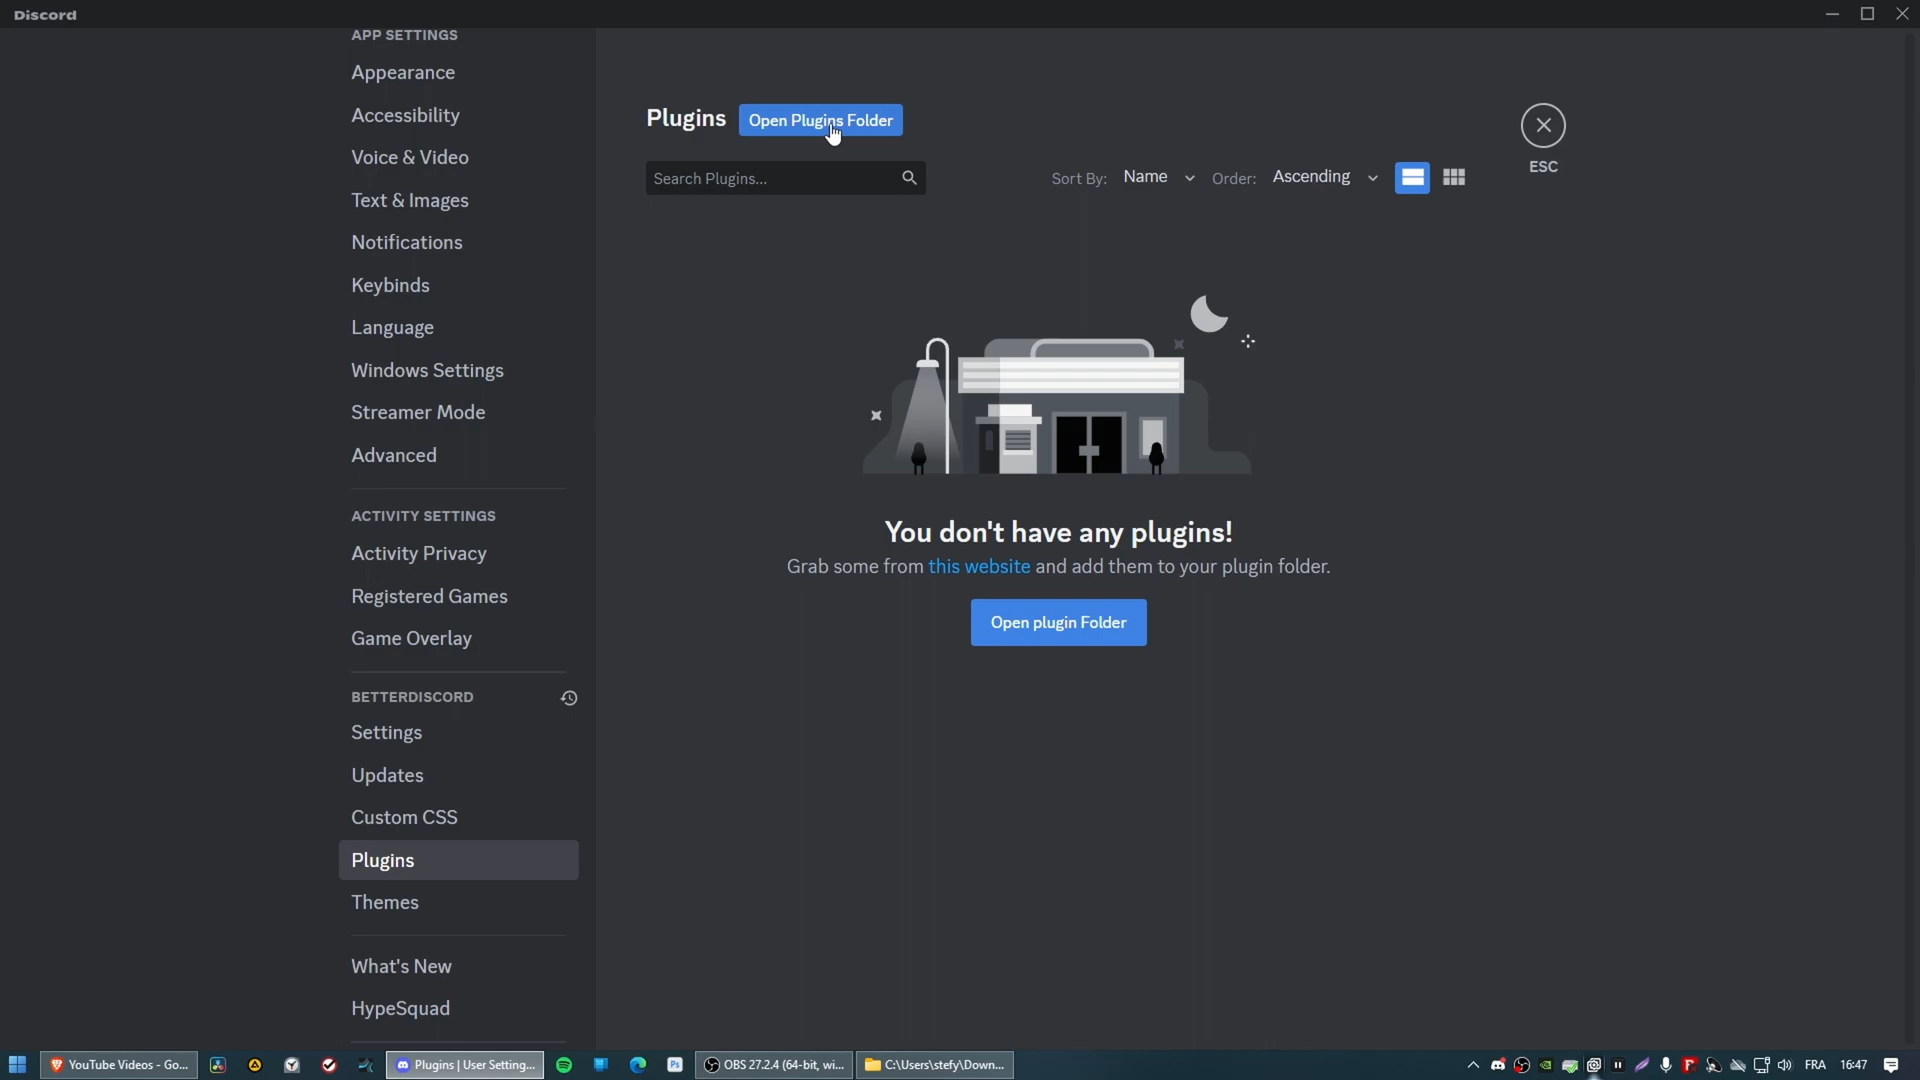 Discord
APP SETTINGS
Appearance
Accessibility
Voice & Video
Text & Images
Notifications
Keybinds
Language
Windows Settings
Streamer Mode
Advanced
ACTIVITY SETTINGS
Activity Privacy
Registered Games
Game Overlay
BETTERDISCORD
Settings
Updates
Custom CSS
Plugins
Themes
What's New
HypeSquad
Plugins Open Plugins Folder
ESC
Search Plugins...
Sort By: Name Order: Ascending
You don't have any plugins!
Grab some from this website and add them to your plugin folder.
Open plugin Folder
YouTube Videos - Go... Plugins | User Setting... Ps OBS 27.2.4 (64-bit, wi... C:\Users\stefy\Down... FRA 16:47